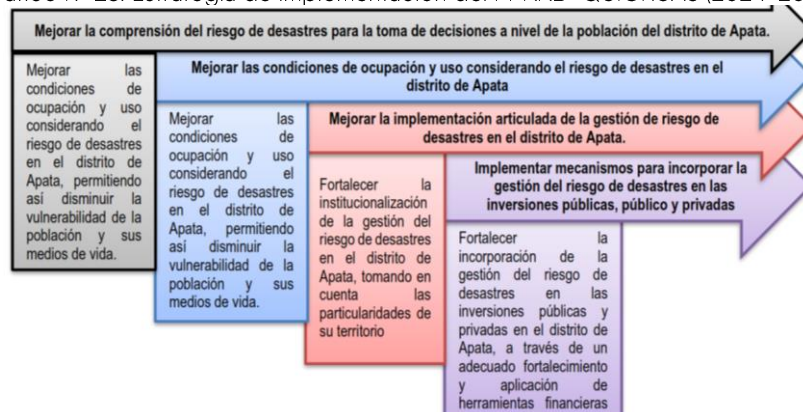 Mejorar la comprensión del riesgo de desastres para la toma de decisiones a nivel de la población del distrito de Apata.
Mejorar las
condiciones de
ocupación y uso
considerando el
riesgo de desastres
en el distrito de
Apata, permitiendo
así disminuir la
vulnerabilidad de la
población y sus
medios de vida.
Mejorar las condiciones de ocupación y uso considerando el riesgo de desastres en el
distrito de Apata
Mejorar las
condiciones de
ocupación y uso
considerando el
riesgo de desastres
en el distrito de
Apata, permitiendo
así disminuir la
vulnerabilidad de la
población y sus
medios de vida.
Mejorar la implementación articulada de la gestión de riesgo de
desastres en el distrito de Apata.
Fortalecer la
institucionalización
de la gestión del
riesgo de desastres
en el distrito de
Apata, tomando en
cuenta las
particularidades de
su territorio
Implementar mecanismos para incorporar la
gestión del riesgo de desastres en las
inversiones públicas, público y privadas
Fortalecer la
incorporación de la
gestión del riesgo de
desastres en las
inversiones públicas y
privadas en el distrito de
Apata, a través de un
adecuado fortalecimiento
y aplicación de
herramientas financieras